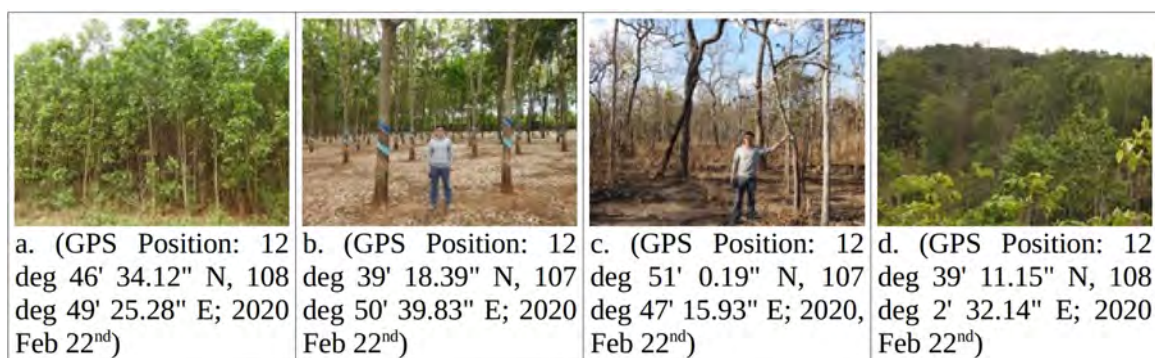 a. (GPS Position: 12
deg 46' 34.12" N, 108
deg 49' 25.28" E; 2020
Feb 22nd)
b. (GPS Position: 12
deg 39' 18.39" N, 107
deg 50' 39.83" E; 2020
Feb 22nd)
c. (GPS Position: 12
deg 51' 0.19" N, 107
deg 47' 15.93" E; 2020,
Feb 22nd)
d. (GPS Position: 12
deg 39' 11.15" N, 108
deg 2' 32.14" E; 2020
Feb 22nd)